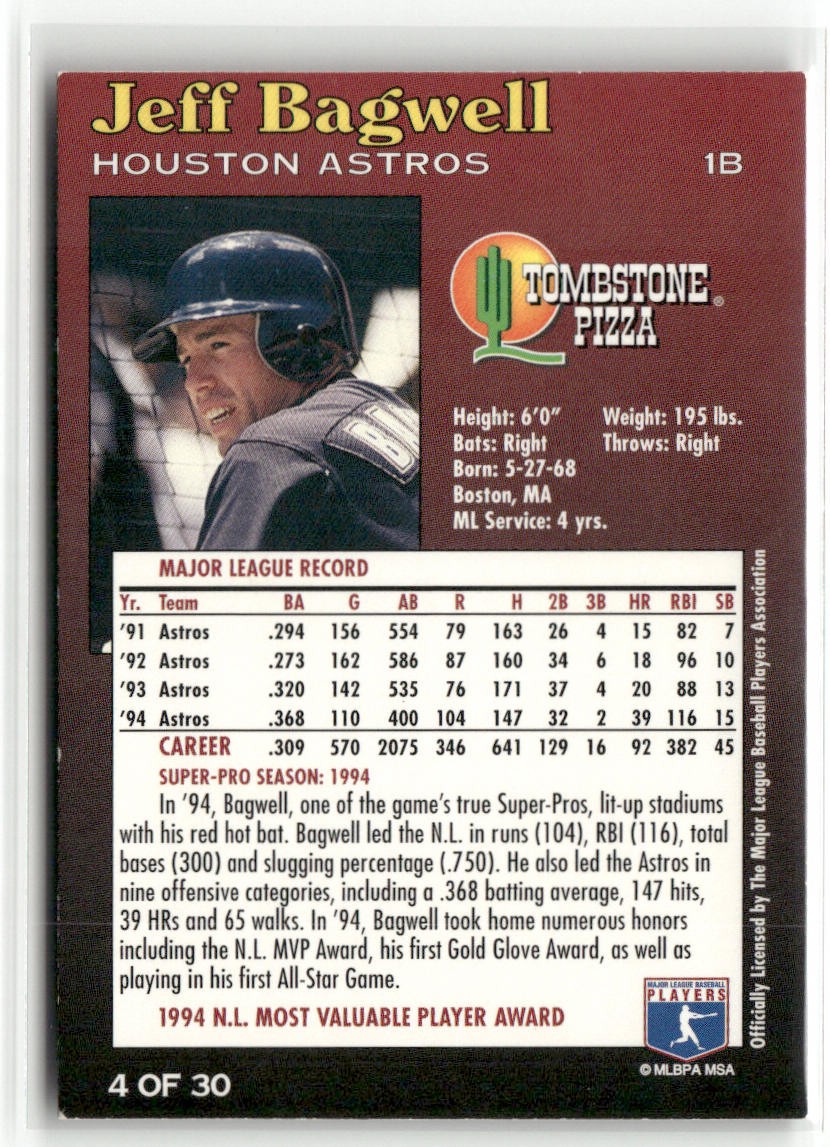 Jeff Bagwell
HOUSTON ASTROS 1B
TOMBSTONE®
PIZZA
Height: 6'0" Weight: 195 lbs.
Bats: Right Throws: Right
Born: 5-27-68
Boston, MA
ML Service: 4 yrs.
MAJOR LEAGUE RECORD
Yr. Team BA G AB R H 2B 3B HR RBI SB
'91 Astros .294 156 554 79 163 26 4 15 82 7
'92 Astros .273 162 586 87 160 34 6 18 96 10
'93 Astros .320 142 535 76 171 37 4 20 88 13
'94 Astros .368 110 400 104 147 32 2 39 116 15
CAREER .309 570 2075 346 641 129 16 92 382 45
SUPER-PRO SEASON: 1994
In '94, Bagwell, one of the game's true Super-Pros, lit-up stadiums
with his red hot bat. Bagwell led the N.L. in runs (104), RBI (116), total
bases (300) and slugging percentage (.750). He also led the Astros in
nine offensive categories, including a .368 batting average, 147 hits,
39 HRs and 65 walks. In '94, Bagwell took home numerous honors
including the N.L. MVP Award, his first Gold Glove Award, as well as
playing in his first All-Star Game.
1994 N.L. MOST VALUABLE PLAYER AWARD
MAJOR LEAGUE BASEBALL
PLAYERS
© MLBPA MSA
Officially Licensed by The Major League Baseball Players Association
4 OF 30